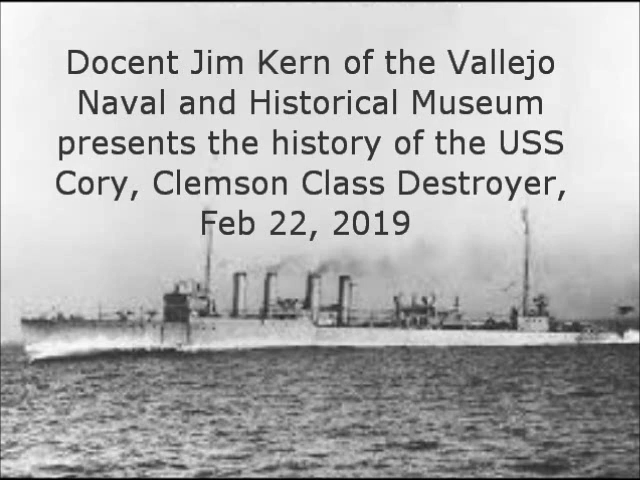 Docent Jim Kern of the Vallejo
Naval and Historical Museum
presents the history of the USS
Cory, Clemson Class Destroyer,
Feb 22, 2019